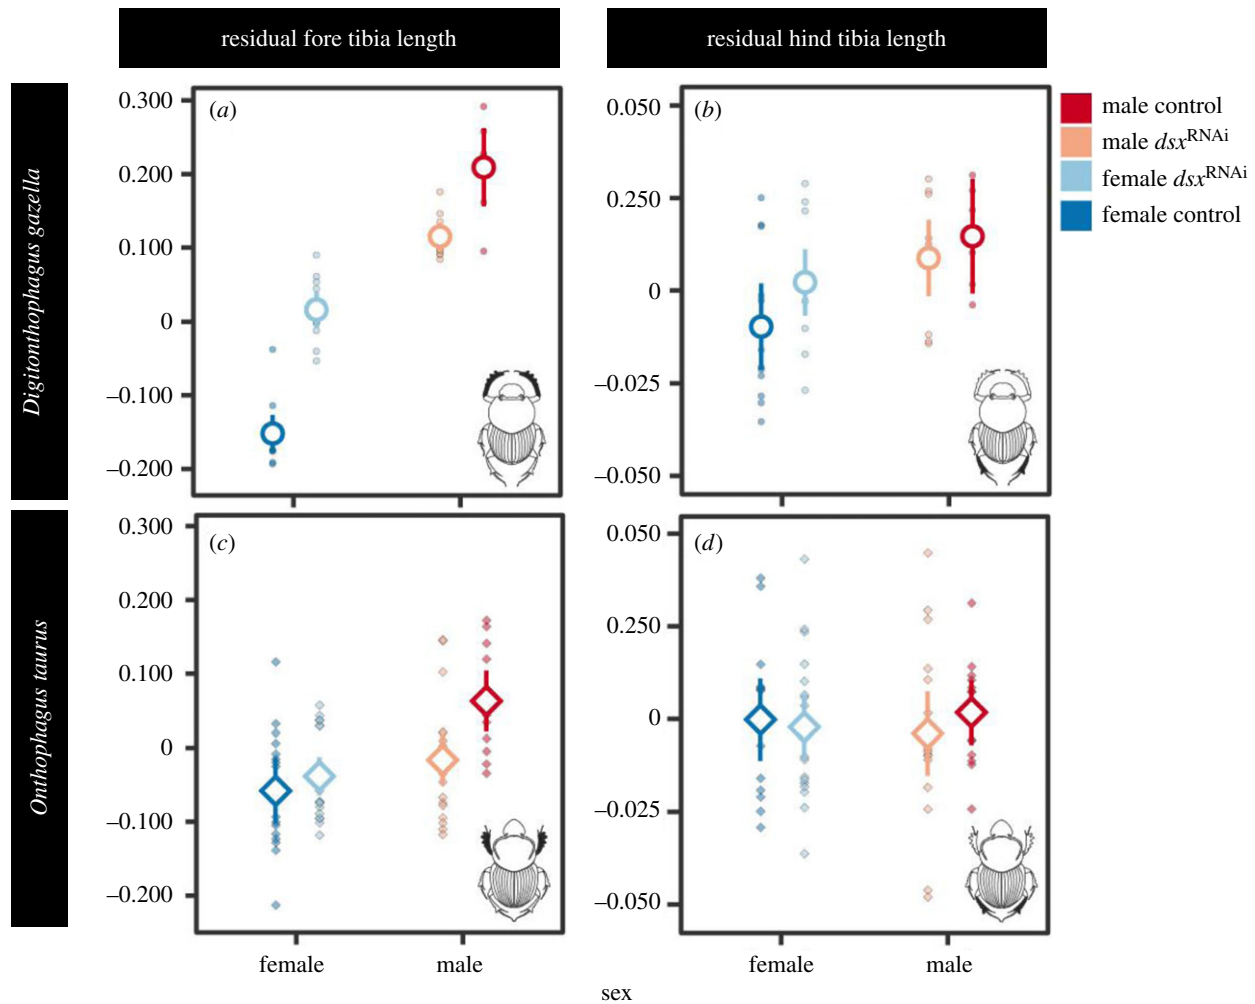 residual fore tibia length
residual hind tibia length
Digitonthophagus gazella
(a)
0.300
0.200
0.100
0
–0.100
–0.200
(b)
0.050
0.250
0
–0.025
–0.050
male control
male dsxRNAi
female dsxRNAi
female control
Onthophagus taurus
(c)
0.300
0.200
0.100
0
–0.100
–0.200
(d)
0.050
0.250
0
–0.025
–0.050
female
male
female
male
sex